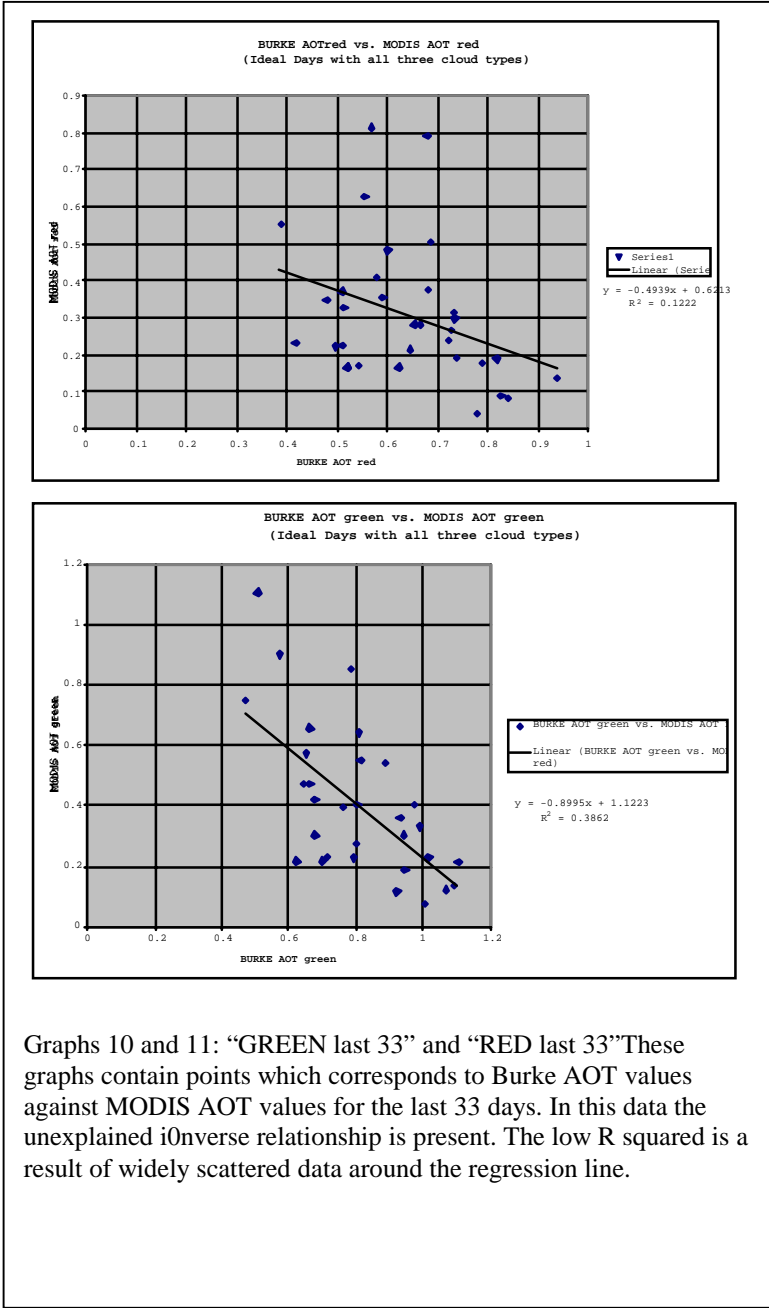 BURKE AOTred vs. MODIS AOT red
(Ideal Days with all three cloud types)
0.9
0.8
0.7
0.6
0.5
0.4
0.3
0.2
0.1
0
MODIS AOT red
0 0.1 0.2 0.3 0.4 0.5 0.6 0.7 0.8 0.9 1
BURKE AOT red
Series1
Linear (Serie
y = -0.4939x + 0.6213
R² = 0.1222
BURKE AOT green vs. MODIS AOT green
(Ideal Days with all three cloud types)
1.2
1
0.8
0.6
0.4
0.2
0
MODIS AOT green
0 0.2 0.4 0.6 0.8 1 1.2
BURKE AOT green
BURKE AOT green vs. MODIS AOT
Linear (BURKE AOT green vs. MO
red)
y = -0.8995x + 1.1223
R² = 0.3862
Graphs 10 and 11: “GREEN last 33” and “RED last 33”These
graphs contain points which corresponds to Burke AOT values
against MODIS AOT values for the last 33 days. In this data the
unexplained i0nverse relationship is present. The low R squared is a
result of widely scattered data around the regression line.